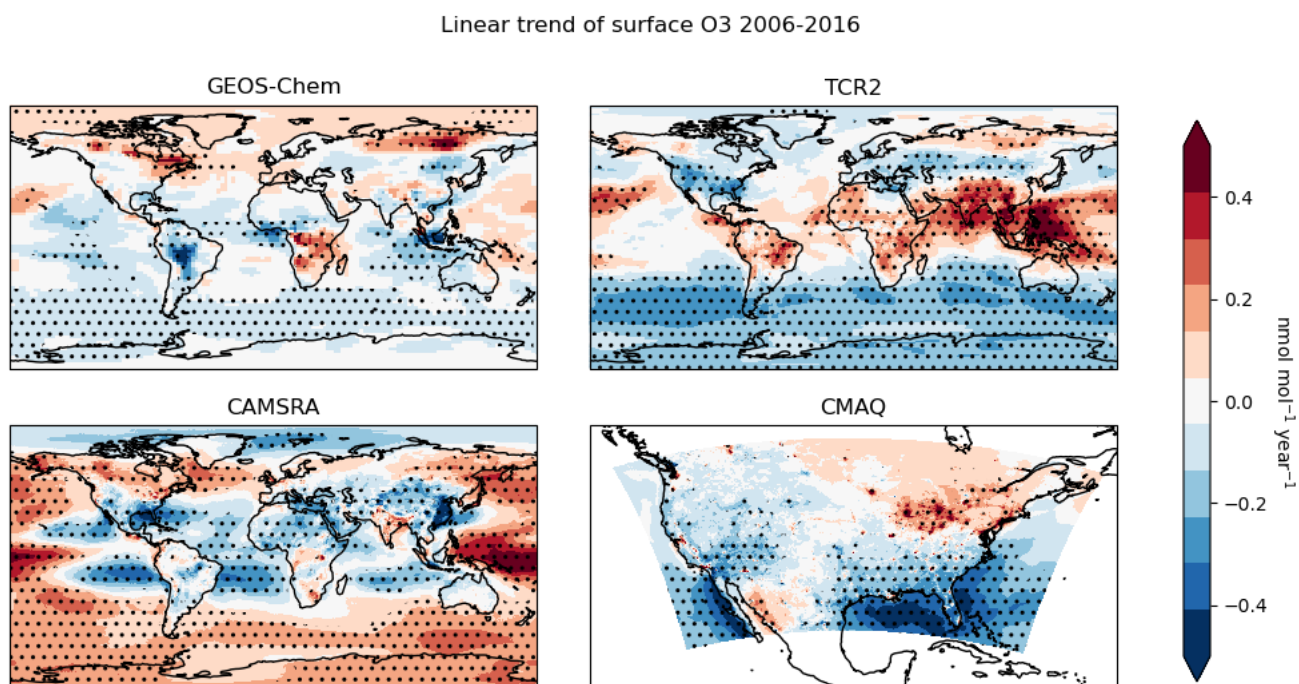 Linear trend of surface O3 2006-2016
GEOS-Chem
TCR2
CAMSRA
CMAQ
0.4
0.2
0.0
−0.2
−0.4
nmol mol⁻¹ year⁻¹